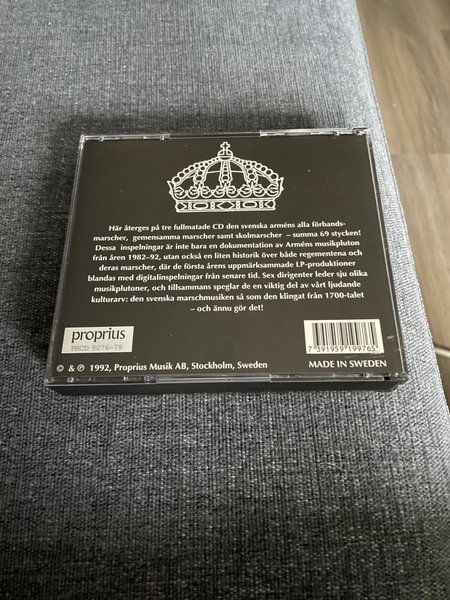 Här återges på tre fullmatade CD den svenska arméns alla förbands-
marscher, gemensamma marscher samt skolmarscher – summa 69 stycken!
Dessa inspelningar är inte bara en dokumentation av Arméns musikpluton
från åren 1982–92, utan också en liten historik över både regementena och
deras marscher, där de första årens uppmärksammade LP-produktioner
blandas med digitalinspelningar från senare tid. Sex dirigenter leder sju olika
musikplutoner, och tillsammans speglar de en viktig del av vårt ljudande
kulturarv: den svenska marschmusiken så som den klingat från 1700-talet
– och ännu gör det!
proprius
PRCD 9076–78
7 391959 199765
© & ℗ 1992, Proprius Musik AB, Stockholm, Sweden
MADE IN SWEDEN